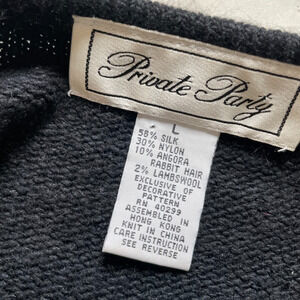 Private Party
L
58% SILK
30% NYLON
10% ANGORA
RABBIT HAIR
2% LAMBSWOOL
EXCLUSIVE OF
DECORATIVE
PATTERN
RN 40299
ASSEMBLED IN
HONG KONG
KNIT IN CHINA
CARE INSTRUCTION
SEE REVERSE